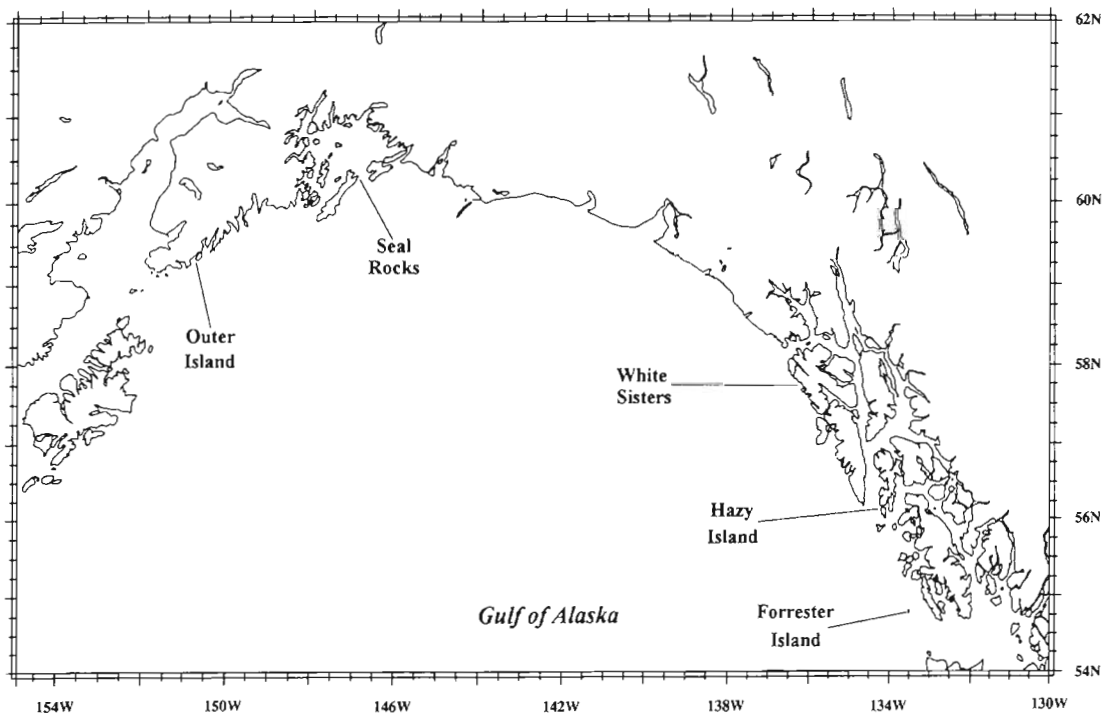 62N
60N
Seal
Rocks
Outer
Island
58N
White
Sisters
Hazy
Island
56N
Gulf of Alaska
Forrester
Island
54N
154W
150W
146W
142W
138W
134W
130W